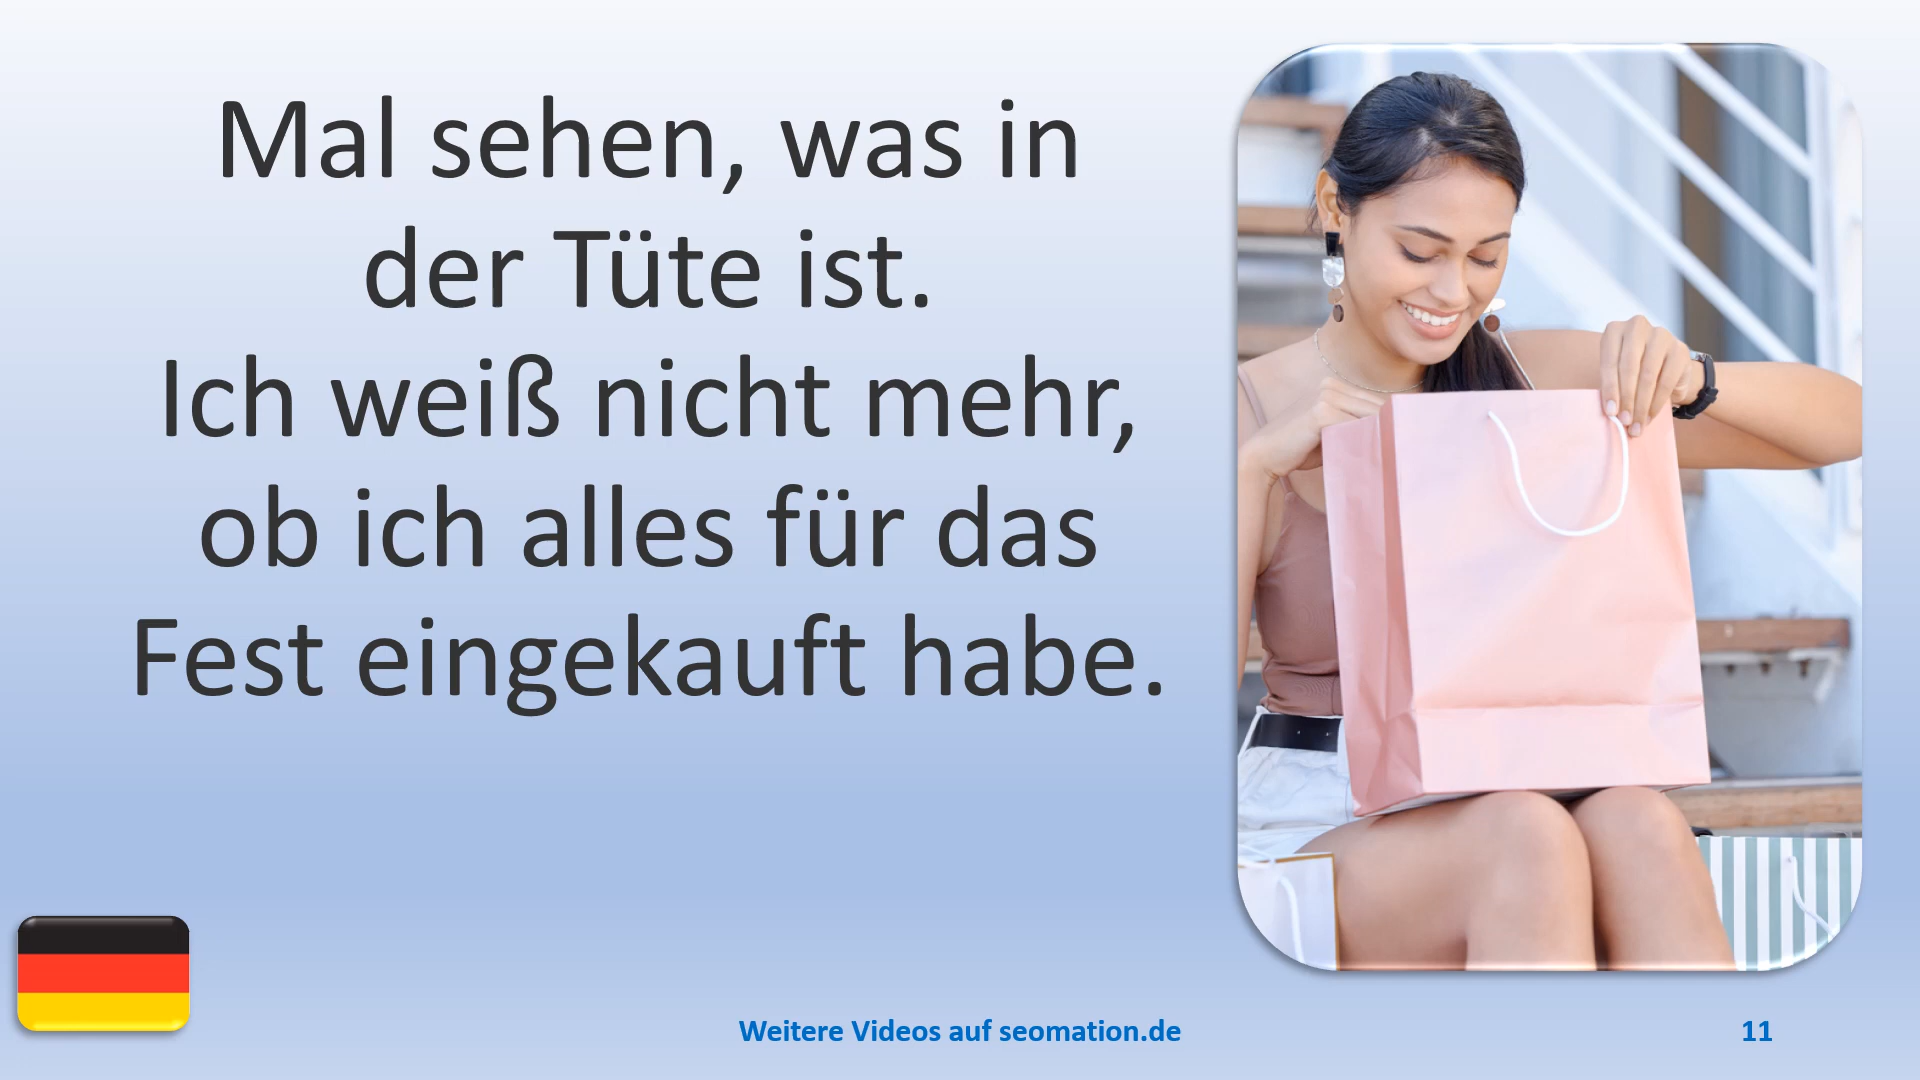 Mal sehen, was in
der Tüte ist.
Ich weiß nicht mehr,
ob ich alles für das
Fest eingekauft habe.
Weitere Videos auf seomation.de
11